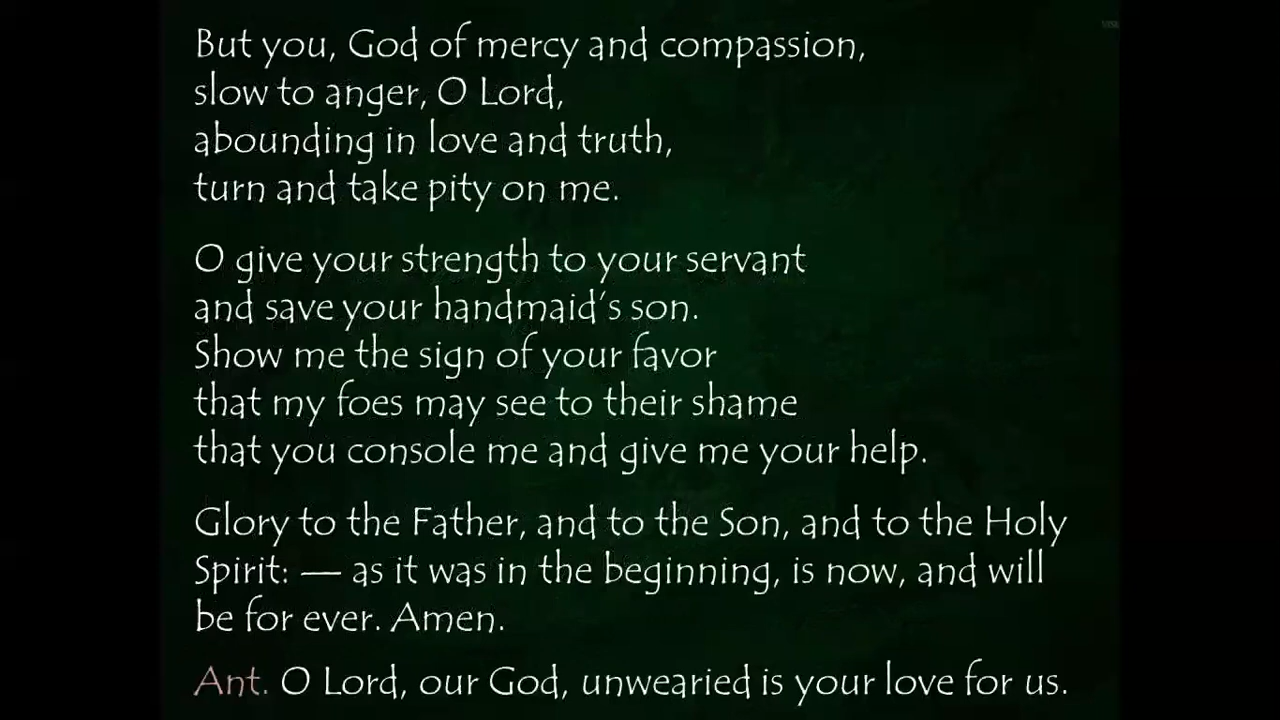 But you, God of mercy and compassion,
slow to anger, O Lord,
abounding in love and truth,
turn and take pity on me.
O give your strength to your servant
and save your handmaid's son.
Show me the sign of your favor
that my foes may see to their shame
that you console me and give me your help.
Glory to the Father, and to the Son, and to the Holy
Spirit: — as it was in the beginning, is now, and will
be for ever. Amen.
Ant. O Lord, our God, unwearied is your love for us.